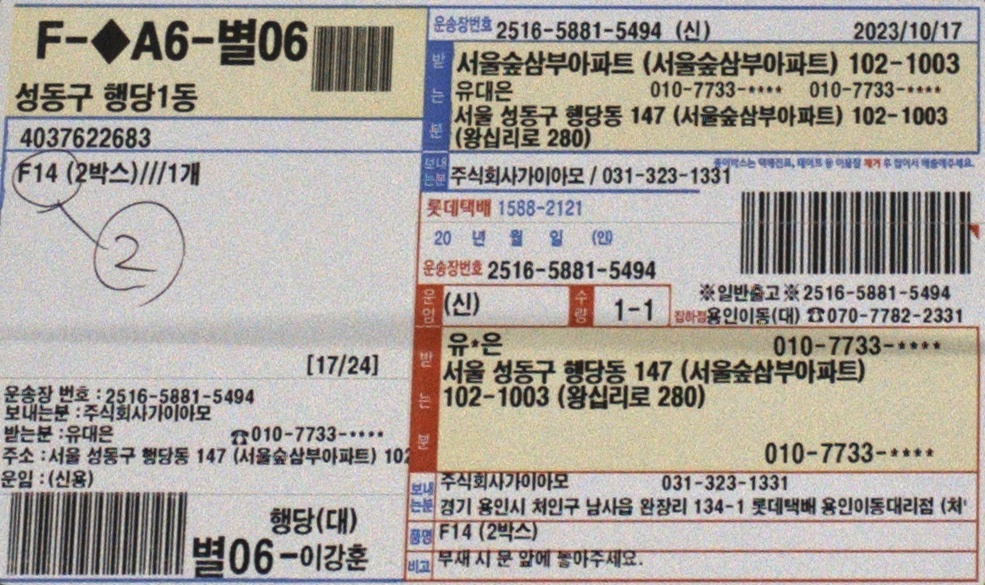 F-◆A6-별06
성동구 행당1동
4037622683
F14 (2박스)///1개
2
[17/24]
운송장 번호 : 2516-5881-5494
보내는분 : 주식회사가이아모
받는분 : 유대은 ☎010-7733-****
주소 : 서울 성동구 행당동 147 (서울숲삼부아파트) 102
운임 : (신용)
행당(대)
별06-이강훈
운송장번호 2516-5881-5494 (신) 2023/10/17
받는분
서울숲삼부아파트 (서울숲삼부아파트) 102-1003
유대은 010-7733-**** 010-7733-****
서울 성동구 행당동 147 (서울숲삼부아파트) 102-1003
(왕십리로 280)
종이박스는 택배전표, 테이프 등 이물질 제거 후 접어서 배출해주세요.
보내는분 주식회사가이아모 / 031-323-1331
롯데택배 1588-2121
20 년 월 일 (인)
운송장번호 2516-5881-5494
운임 (신) 수량 1-1
※일반출고※ 2516-5881-5494
집하점 용인이동(대) ☎070-7782-2331
받는분
유*은 010-7733-****
서울 성동구 행당동 147 (서울숲삼부아파트)
102-1003 (왕십리로 280)
010-7733-****
보내는분 주식회사가이아모 031-323-1331
경기 용인시 처인구 남사읍 완장리 134-1 롯데택배 용인이동대리점 (처
품명 F14 (2박스)
비고 부재 시 문 앞에 놓아주세요.